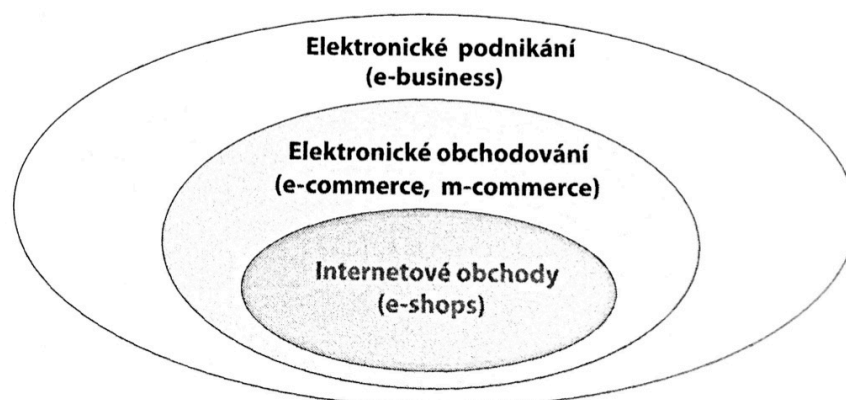 Elektronické podnikání
(e-business)
Elektronické obchodování
(e-commerce, m-commerce)
Internetové obchody
(e-shops)